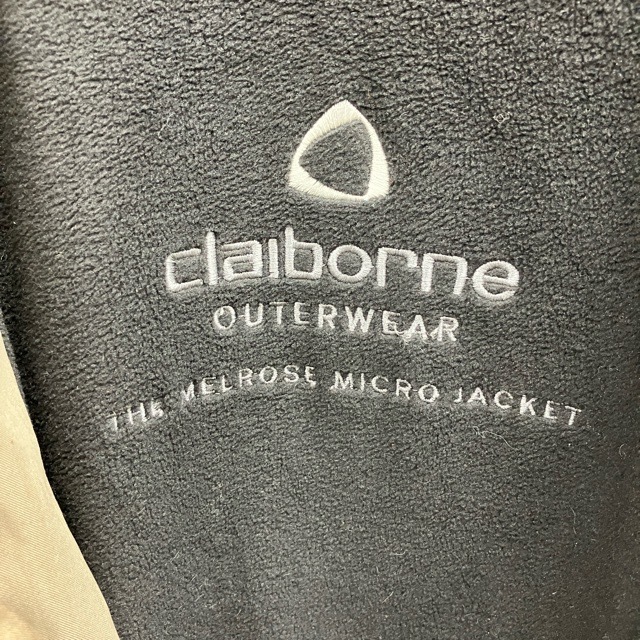 claiborne
OUTERWEAR
THE MELROSE MICRO JACKET